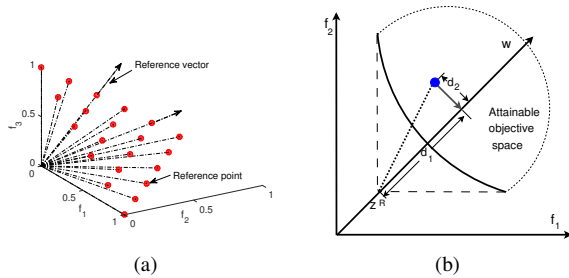 Reference vector
1
0.5
0
f3
0
0.5
1
f1
0
0.5
1
f2
Reference point
(a)
f2
w
d2
Attainable
objective
space
d1
zR
f1
(b)